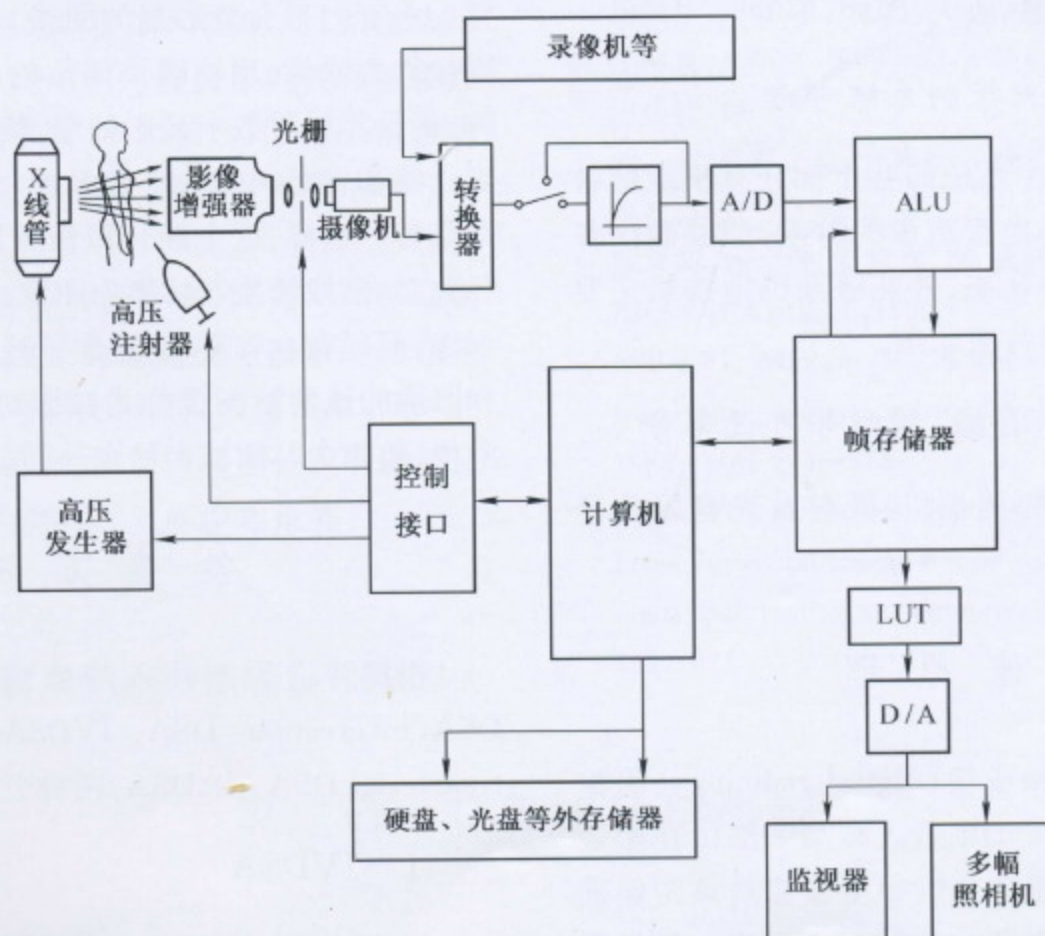 录像机等
光栅
X
线
管
影像
增强器
摄像机
转
换
器
A/D
ALU
高压
注射器
高压
发生器
控制
接口
计算机
帧存储器
LUT
D/A
硬盘、光盘等外存储器
监视器
多幅
照相机